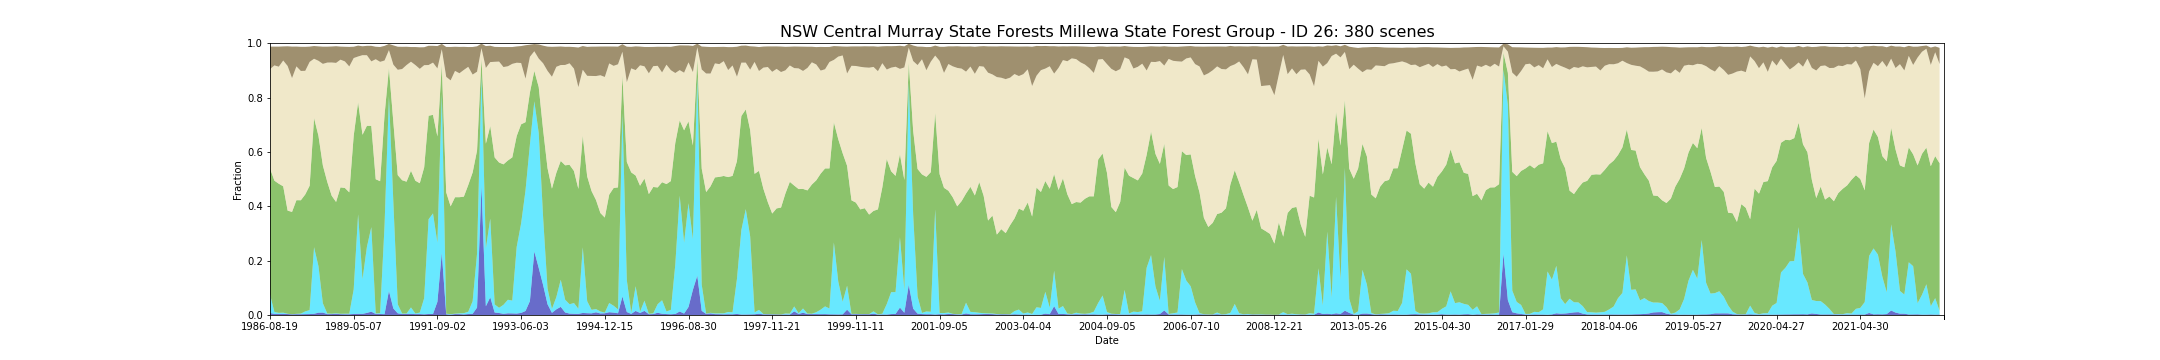 NSW Central Murray State Forests Millewa State Forest Group - ID 26: 380 scenes
1.0
0.8
0.6
0.4
0.2
0.0
Fraction
1986-08-19 1989-05-07 1991-09-02 1993-06-03 1994-12-15 1996-08-30 1997-11-21 1999-11-11 2001-09-05 2003-04-04 2004-09-05 2006-07-10 2008-12-21 2013-05-26 2015-04-30 2017-01-29 2018-04-06 2019-05-27 2020-04-27 2021-04-30
Date